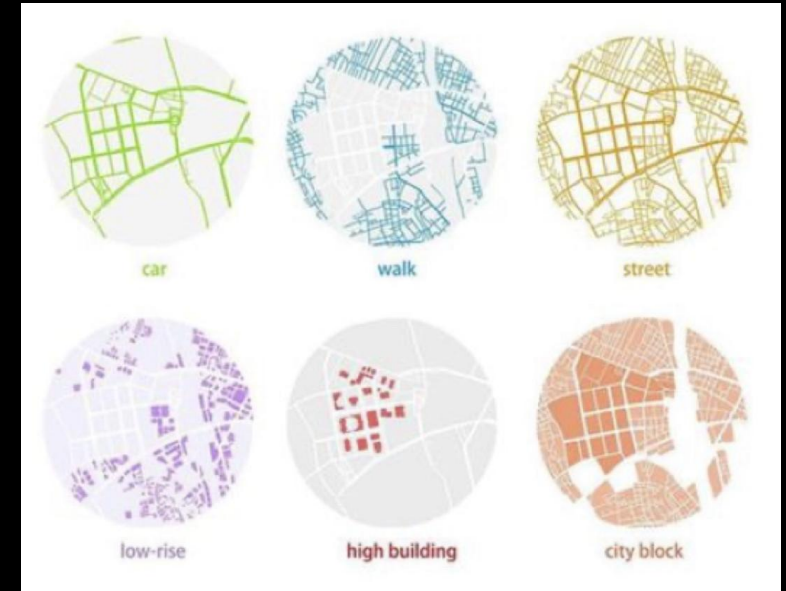 car
walk
street
low-rise
high building
city block